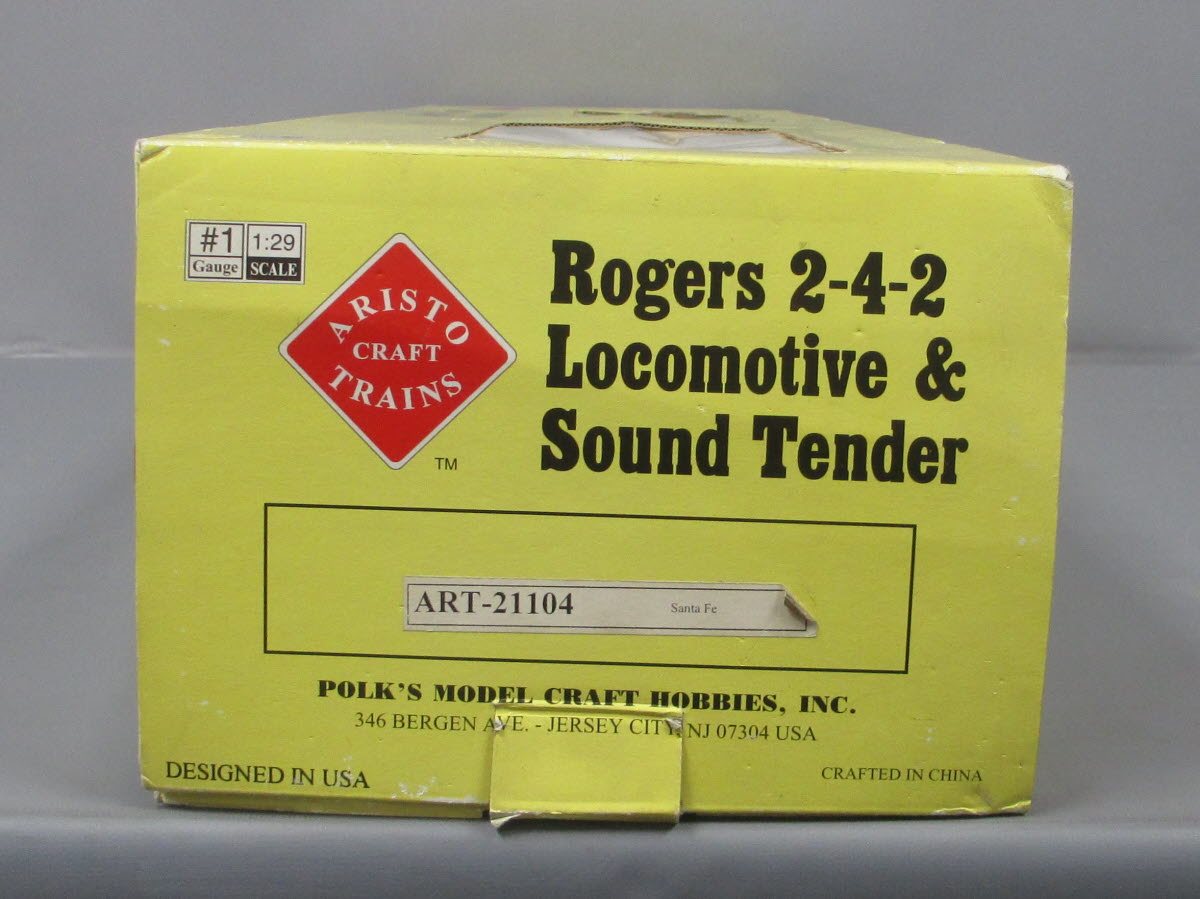 #1 1:29
Gauge SCALE
ARISTO
CRAFT
TRAINS
TM
Rogers 2-4-2
Locomotive &
Sound Tender
ART-21104 Santa Fe
POLK'S MODEL CRAFT HOBBIES, INC.
346 BERGEN AVE. - JERSEY CITY, NJ 07304 USA
DESIGNED IN USA
CRAFTED IN CHINA